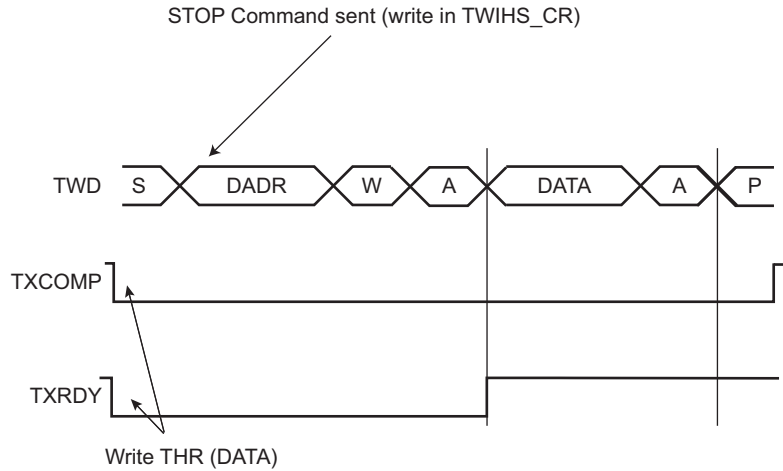 STOP Command sent (write in TWIHS_CR)
TWD S DADR W A DATA A P
TXCOMP
TXRDY
Write THR (DATA)